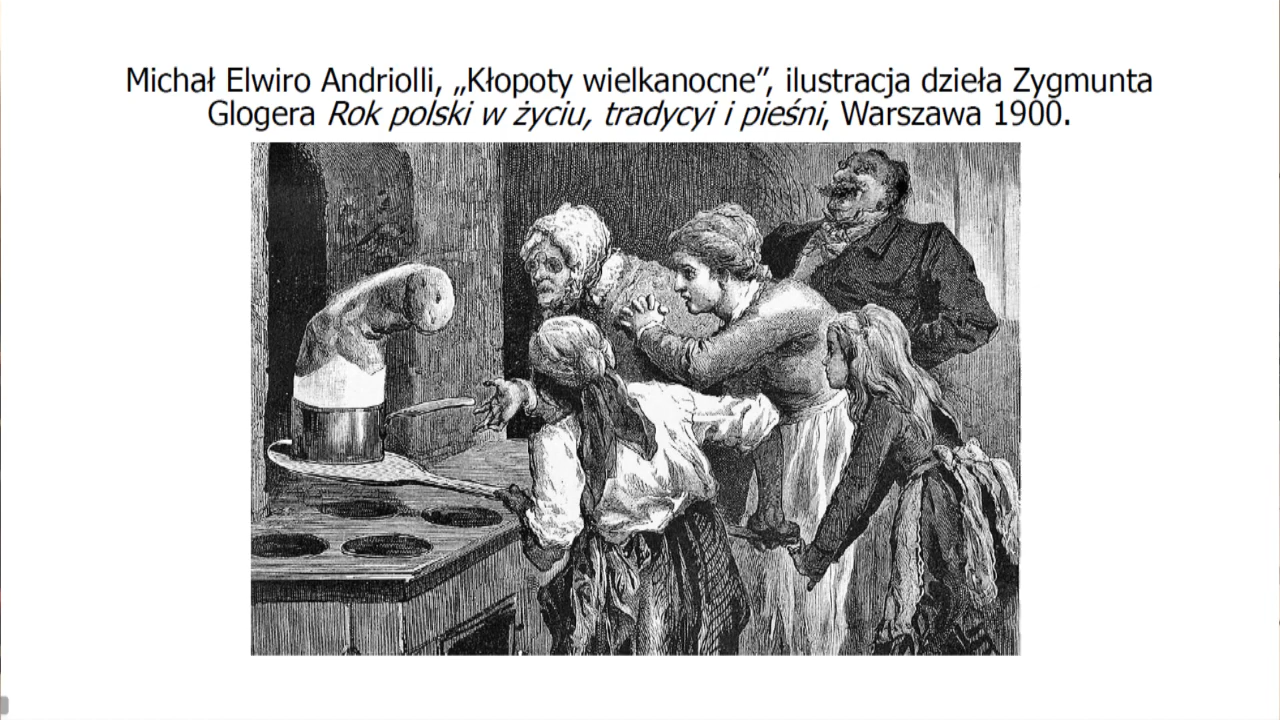 Michał Elwiro Andriolli, „Kłopoty wielkanocne”, ilustracja dzieła Zygmunta
Glogera Rok polski w życiu, tradycyi i pieśni, Warszawa 1900.